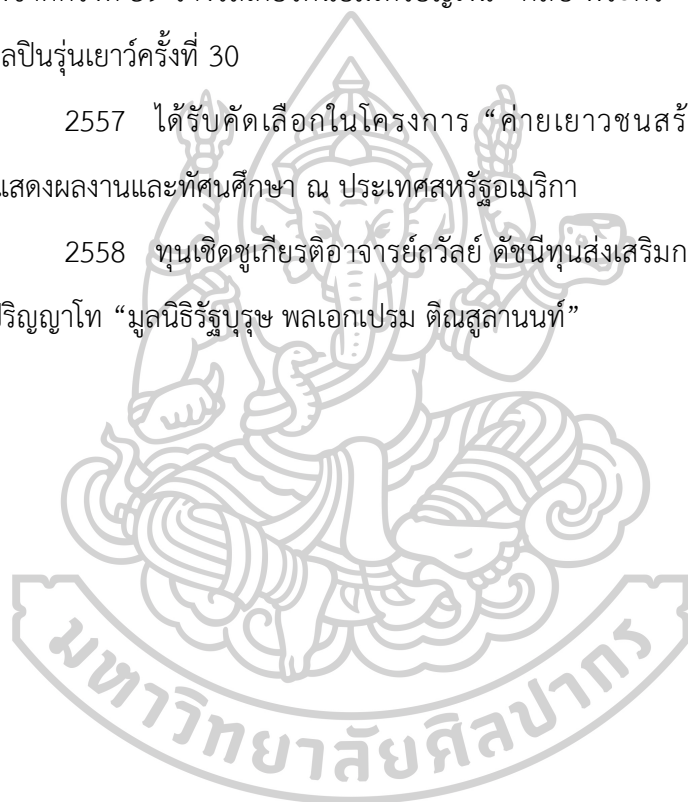 ลปินรุ่นเยาว์ครั้งที่ 30
2557 ได้รับคัดเลือกในโครงการ “ค่ายเยาวชนสร้
แสดงผลงานและทัศนศึกษา ณ ประเทศสหรัฐอเมริกา
2558 ทุนเชิดชูเกียรติอาจารย์ถวัลย์ ดัชนีทุนส่งเสริมก
ปริญญาโท “มูลนิธิรัฐบุรุษ พลเอกเปรม ติณสูลานนท์”
มหาวิทยาลัยศิลปากร